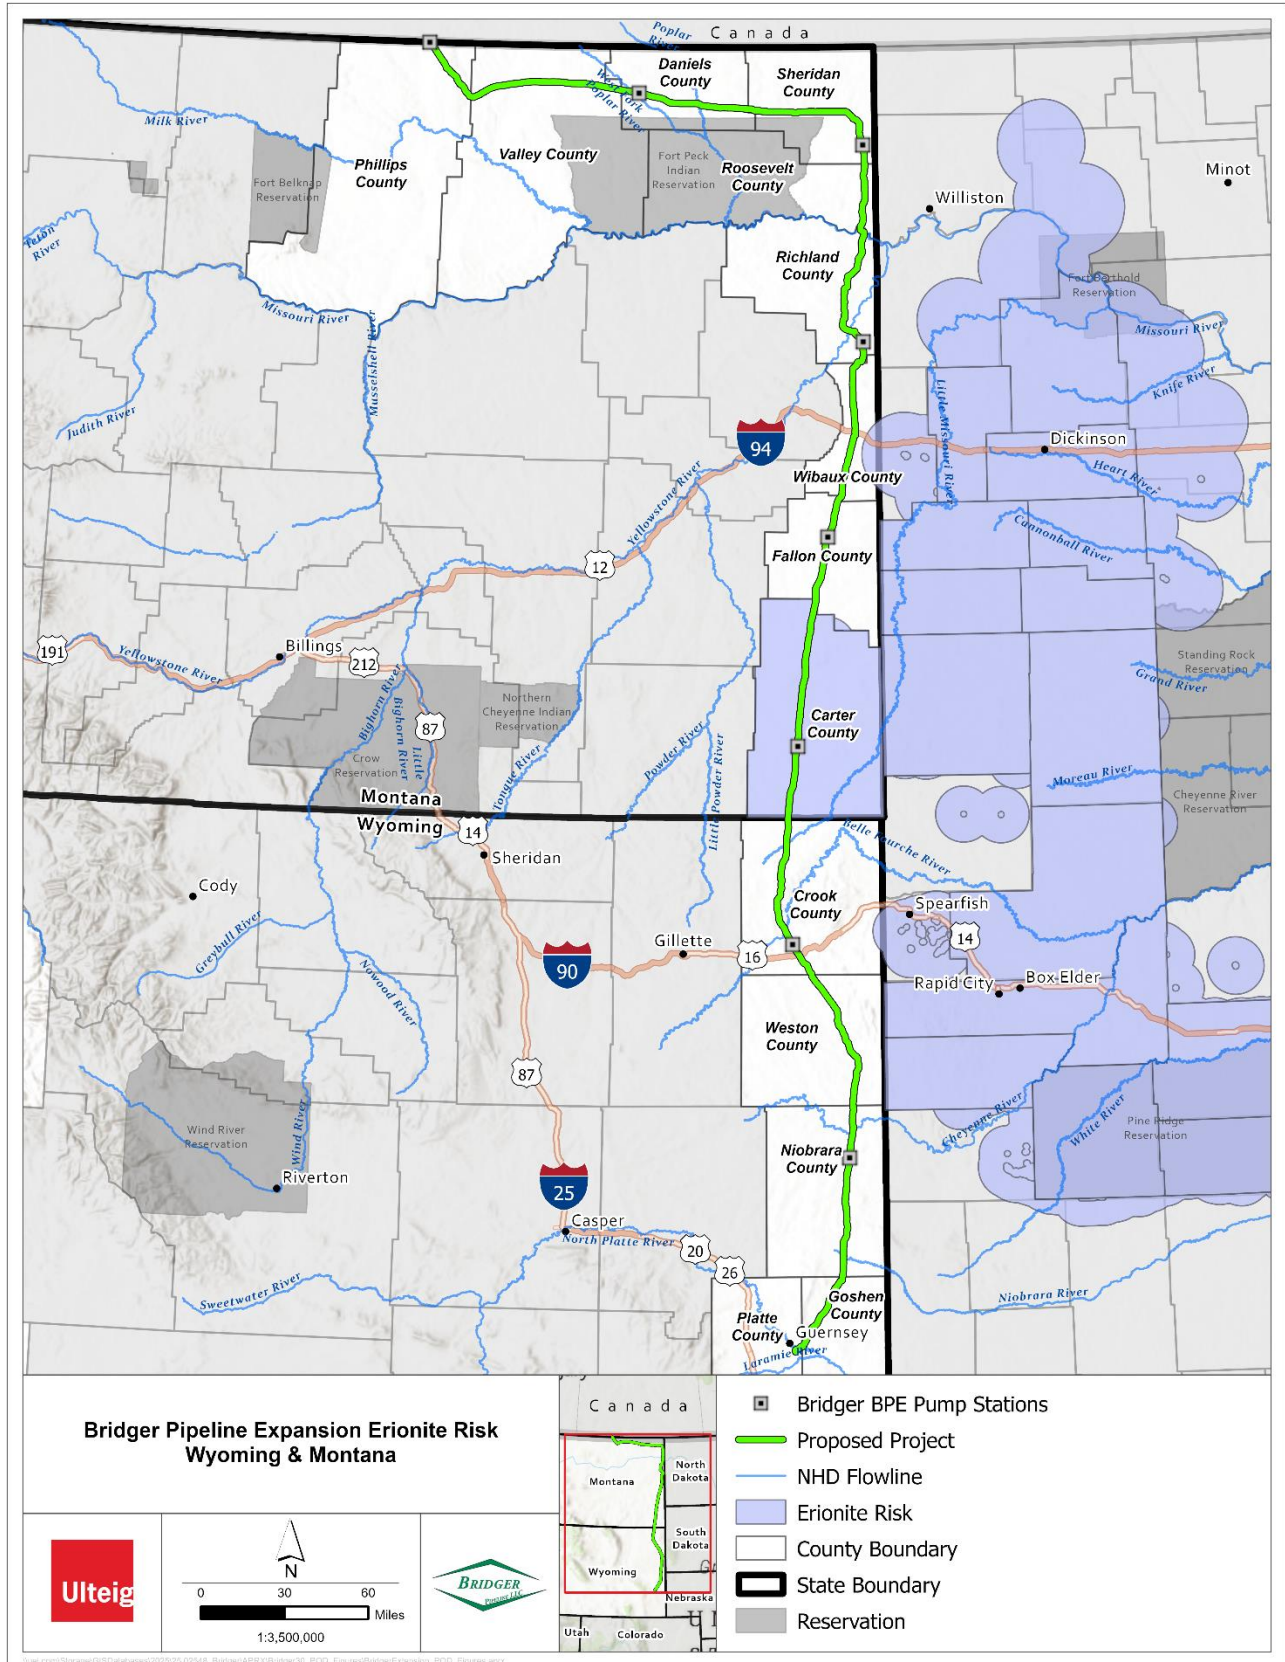 Canada
Poplar
River
Daniels
County
Sheridan
County
West Fork
Poplar River
Milk River
Phillips
County
Valley County
Fort Peck
Indian
Reservation
Roosevelt
County
Fort Belknap
Reservation
Minot
Williston
Teton
River
Richland
County
Fort Berthold
Reservation
Missouri River
Missouri River
Musselshell River
Judith River
Little Missouri River
Knife River
94
Dickinson
Heart River
Wibaux County
Yellowstone River
Cannonball River
Fallon County
12
191
Billings
Yellowstone River
212
Standing Rock
Reservation
Grand River
Northern
Cheyenne Indian
Reservation
Bighorn River
Little
Bighorn River
87
Carter
County
Crow
Reservation
Powder River
Little Powder River
Tongue River
Moreau River
Cheyenne River
Reservation
Montana
Wyoming
14
Sheridan
Belle Fourche River
Cody
Crook
County
Spearfish
Greybull River
Gillette
16
14
Nowood River
90
Rapid City
Box Elder
Weston
County
87
Wind River
Reservation
Wind River
Cheyenne River
White River
Pine Ridge
Reservation
Niobrara
County
Riverton
25
Casper
North Platte River
20
26
Sweetwater River
Niobrara River
Goshen
County
Platte
County
Guernsey
Laramie River
Bridger Pipeline Expansion Erionite Risk
Wyoming & Montana
Ulteig
N
0 30 60
Miles
1:3,500,000
BRIDGER
PIPELINE LLC
Canada
Montana
North
Dakota
South
Dakota
Wyoming
Nebraska
Utah
Colorado
Bridger BPE Pump Stations
Proposed Project
NHD Flowline
Erionite Risk
County Boundary
State Boundary
Reservation